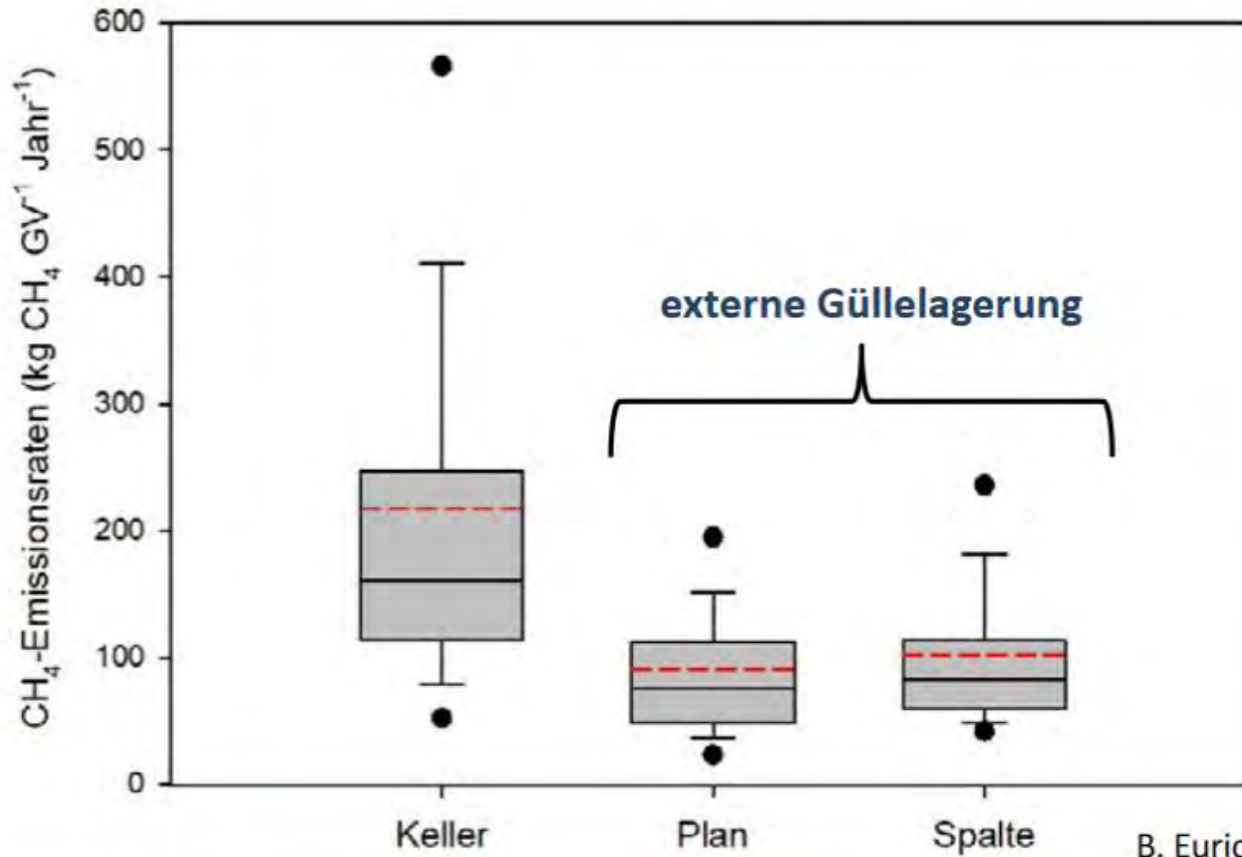 CH₄-Emissionsraten (kg CH₄ GV⁻¹ Jahr⁻¹)
600
500
400
300
200
100
0
externe Güllelagerung
Keller
Plan
Spalte
B. Euric